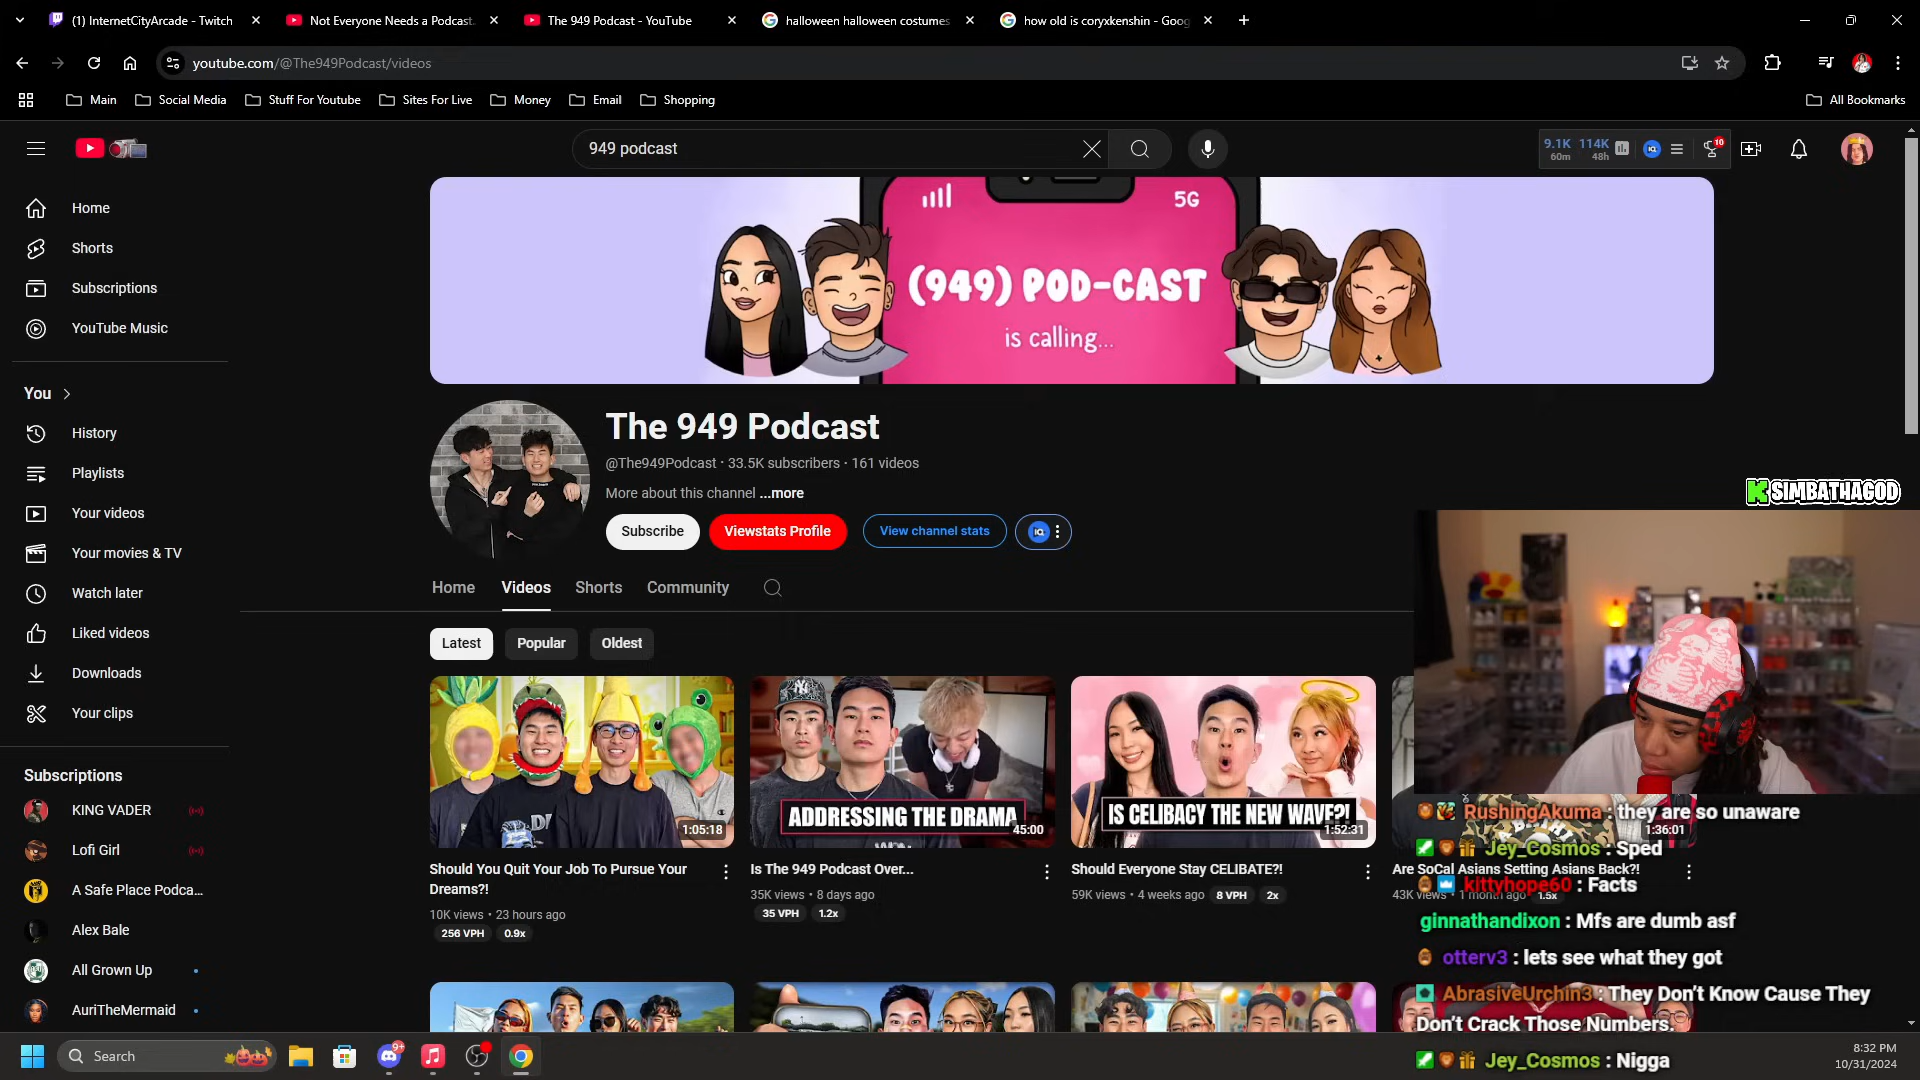 (1) InternetCityArcade - Twitch
Not Everyone Needs a Podcast.
The 949 Podcast - YouTube
halloween halloween costumes
how old is coryxkenshin - Goog
youtube.com/@The949Podcast/videos
Main
Social Media
Stuff For Youtube
Sites For Live
Money
Email
Shopping
All Bookmarks
949 podcast
9.1K 114K
60m 48h
10
Home
Shorts
Subscriptions
YouTube Music
You
History
Playlists
Your videos
Your movies & TV
Watch later
Liked videos
Downloads
Your clips
Subscriptions
KING VADER
Lofi Girl
A Safe Place Podca...
Alex Bale
All Grown Up
AuriTheMermaid
5G
(949) POD-CAST
is calling...
The 949 Podcast
@The949Podcast · 33.5K subscribers · 161 videos
More about this channel ...more
Subscribe
Viewstats Profile
View channel stats
IQ
Home
Videos
Shorts
Community
Latest
Popular
Oldest
1:05:18
Should You Quit Your Job To Pursue Your
Dreams?!
10K views · 23 hours ago
256 VPH 0.9x
ADDRESSING THE DRAMA
45:00
Is The 949 Podcast Over...
35K views · 8 days ago
35 VPH 1.2x
IS CELIBACY THE NEW WAVE?!
1:52:31
Should Everyone Stay CELIBATE?!
59K views · 4 weeks ago 8 VPH 2x
1:36:01
Are SoCal Asians Setting Asians Back?!
43K views · 1 month ago 1.5x
SIMBATHAGOD
RushingAkuma : they are so unaware
Jey_Cosmos : Sped
kittyhope60 : Facts
ginnathandixon : Mfs are dumb asf
otterv3 : lets see what they got
AbrasiveUrchin3 : They Don't Know Cause They
Don't Crack Those Numbers.
Jey_Cosmos : Nigga
Search
9+
8:32 PM
10/31/2024